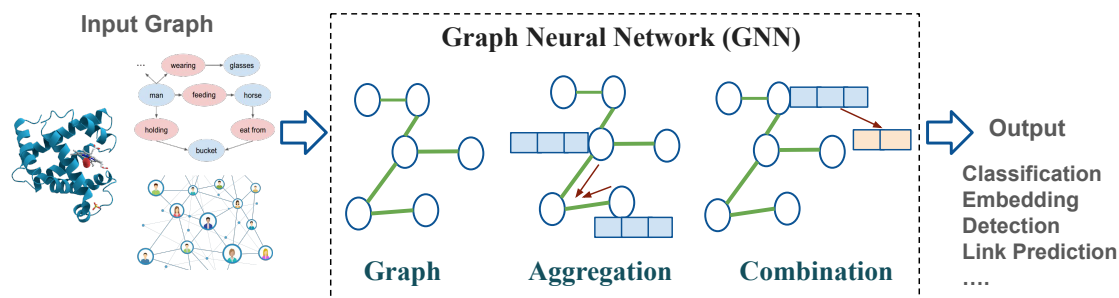 Input Graph
...
wearing
glasses
man
feeding
horse
holding
eat from
bucket
Graph Neural Network (GNN)
Graph
Aggregation
Combination
Output
Classification
Embedding
Detection
Link Prediction
....